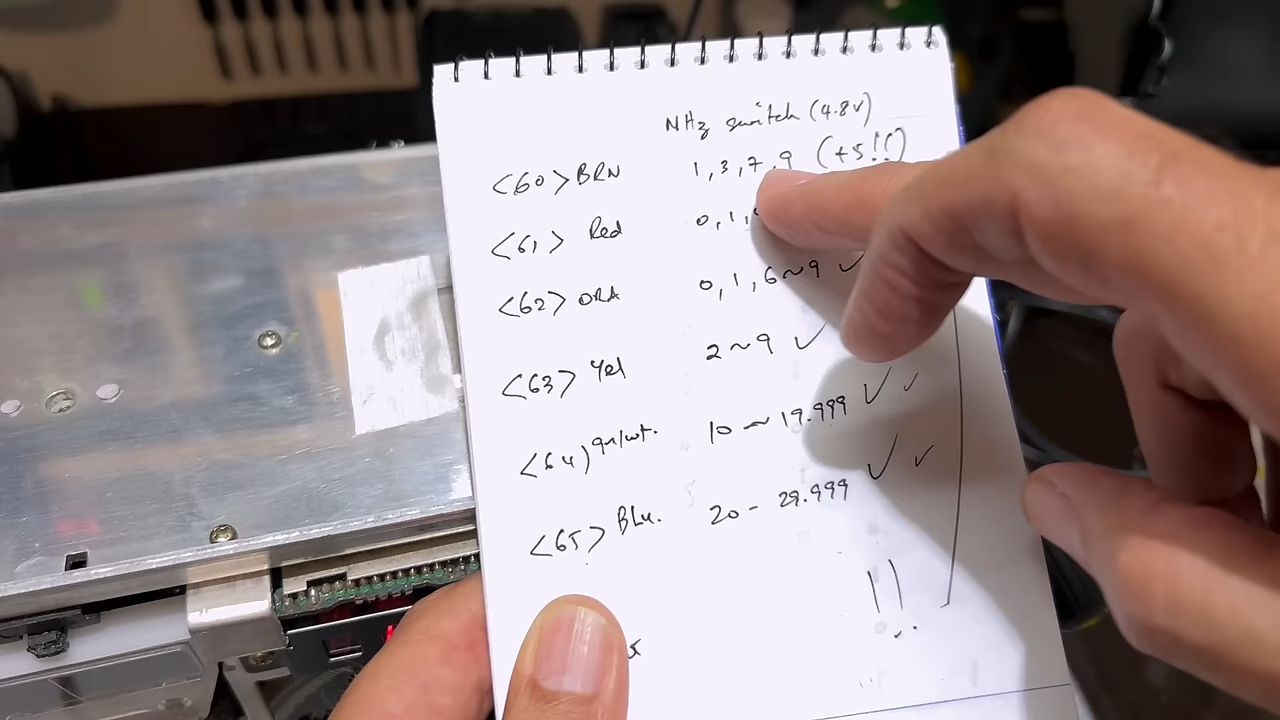 MHz switch (4.8v)
<60> BRN 1, 3, 7, 9 (+5!!)
<61> Red 0, 1,
<62> ORA 0, 1, 6~9 ✓
<63> Yel 2~9 ✓
<64> gn/wt. 10 ~ 19.999 ✓ ✓
<65> BLu. 20 - 29.999 ✓ ✓
!!